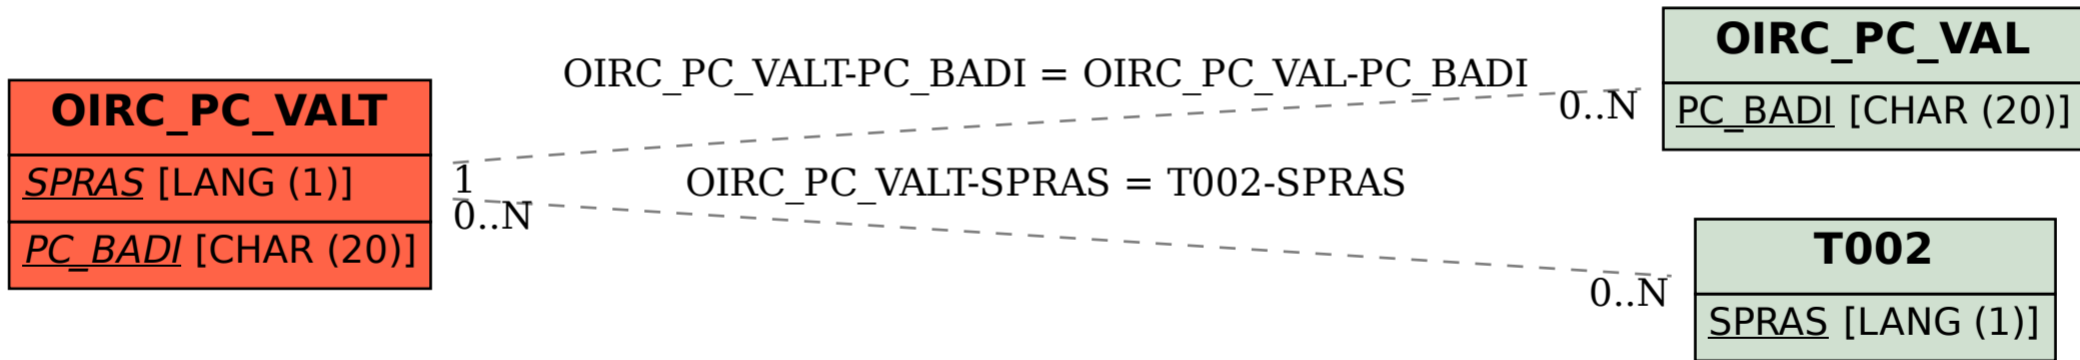 OIRC_PC_VALT
SPRAS [LANG (1)]
PC_BADI [CHAR (20)]
OIRC_PC_VALT-PC_BADI = OIRC_PC_VAL-PC_BADI
0..N
1
OIRC_PC_VALT-SPRAS = T002-SPRAS
0..N
0..N
OIRC_PC_VAL
PC_BADI [CHAR (20)]
T002
SPRAS [LANG (1)]